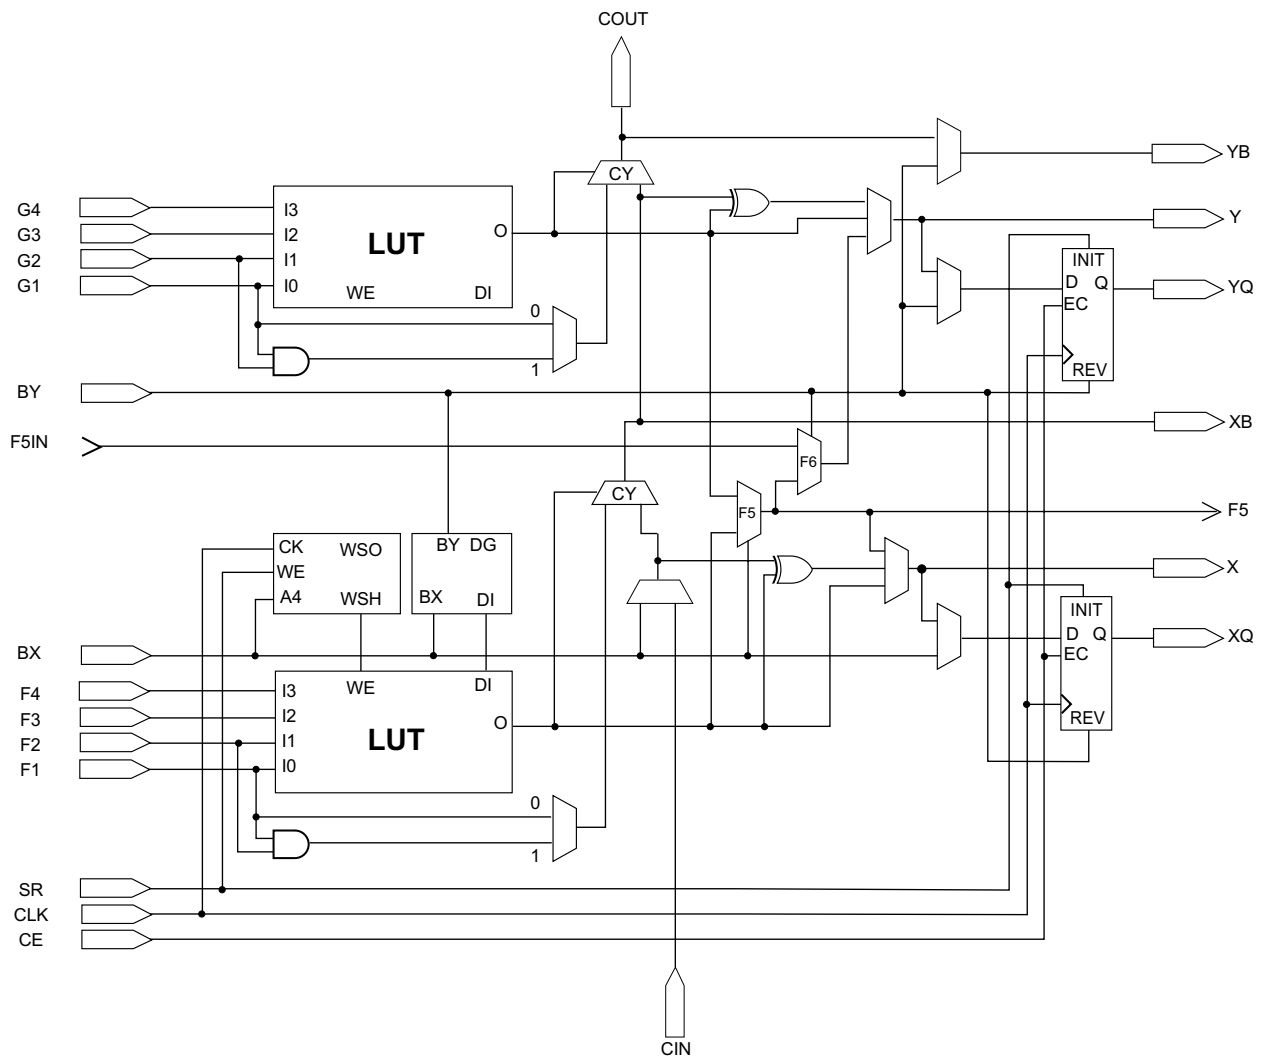 COUT
YB
CY
G4
I3
Y
G3
I2
LUT
O
G2
I1
INIT
G1
I0
D Q
YQ
WE
DI
EC
0
1
REV
BY
XB
F5IN
F6
CY
F5
F5
BY DG
CK
WSO
WE
X
A4
WSH
BX
DI
INIT
D Q
XQ
BX
EC
F4
I3
WE
DI
F3
I2
O
REV
F2
I1
LUT
F1
I0
0
1
SR
CLK
CE
CIN